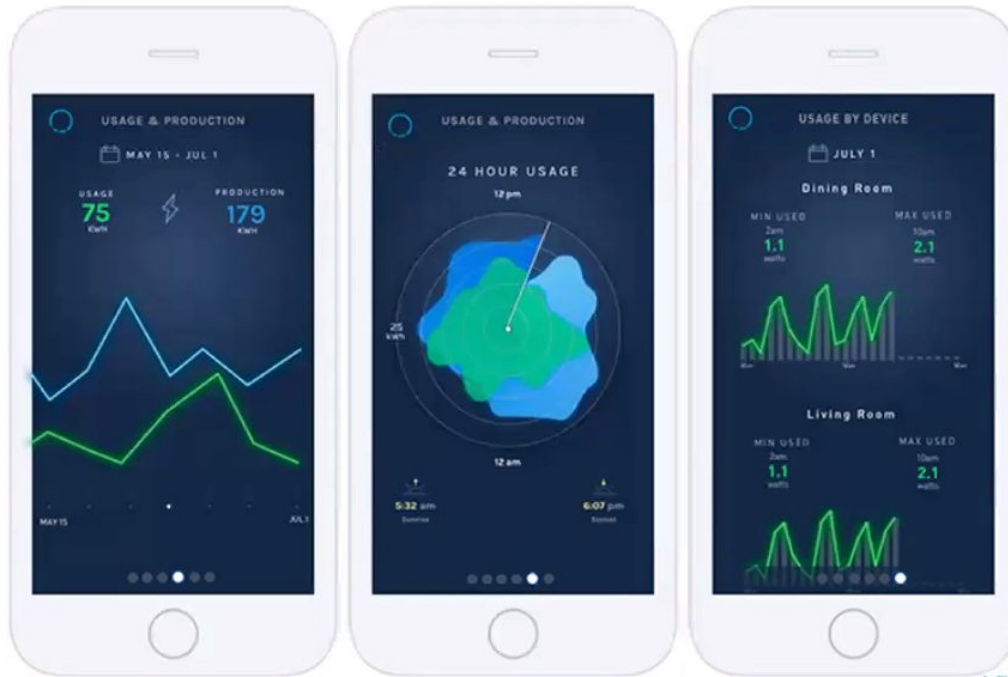 USAGE & PRODUCTION
MAY 15 - JUL 1
USAGE
75
KWH
PRODUCTION
179
KWH
MAY 15
JUL 1
USAGE & PRODUCTION
24 HOUR USAGE
12 pm
25
kwh
12 am
5:32 am
Sunrise
6:07 pm
Sunset
USAGE BY DEVICE
JULY 1
Dining Room
MIN USED
2am
1.1
watts
MAX USED
10am
2.1
watts
Living Room
MIN USED
2am
1.1
watts
MAX USED
10am
2.1
watts